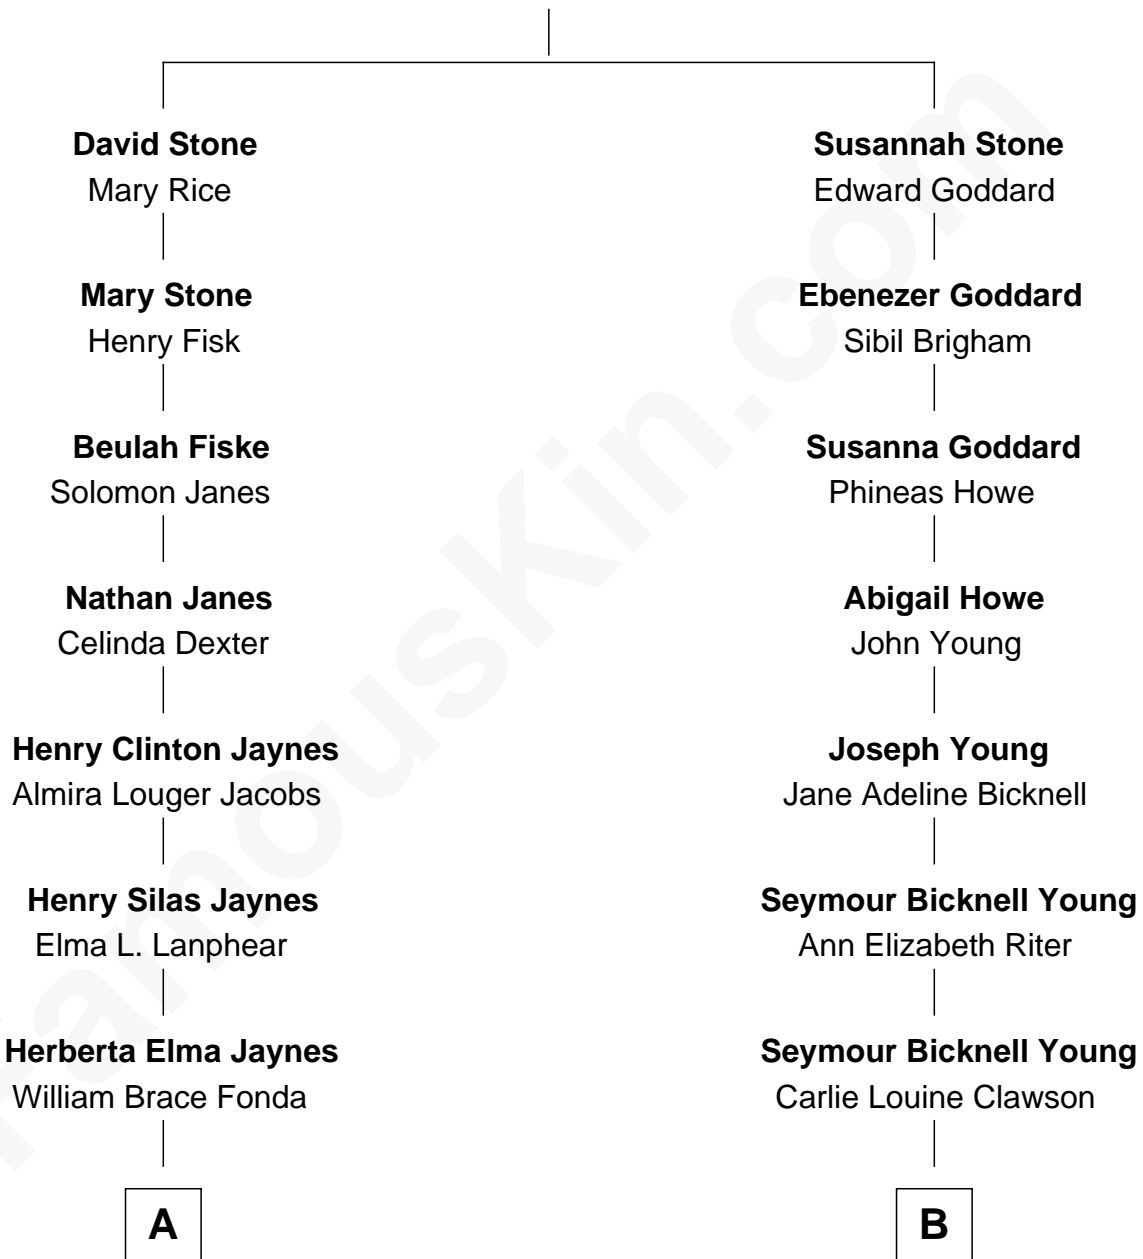 David Stone
Mary Rice
Susannah Stone
Edward Goddard
Mary Stone
Henry Fisk
Ebenezer Goddard
Sibil Brigham
Beulah Fiske
Solomon Janes
Susanna Goddard
Phineas Howe
Nathan Janes
Celinda Dexter
Abigail Howe
John Young
Henry Clinton Jaynes
Almira Louger Jacobs
Joseph Young
Jane Adeline Bicknell
Henry Silas Jaynes
Elma L. Lanphear
Seymour Bicknell Young
Ann Elizabeth Riter
Herberta Elma Jaynes
William Brace Fonda
Seymour Bicknell Young
Carlie Louine Clawson
A
B
FamousKin.com